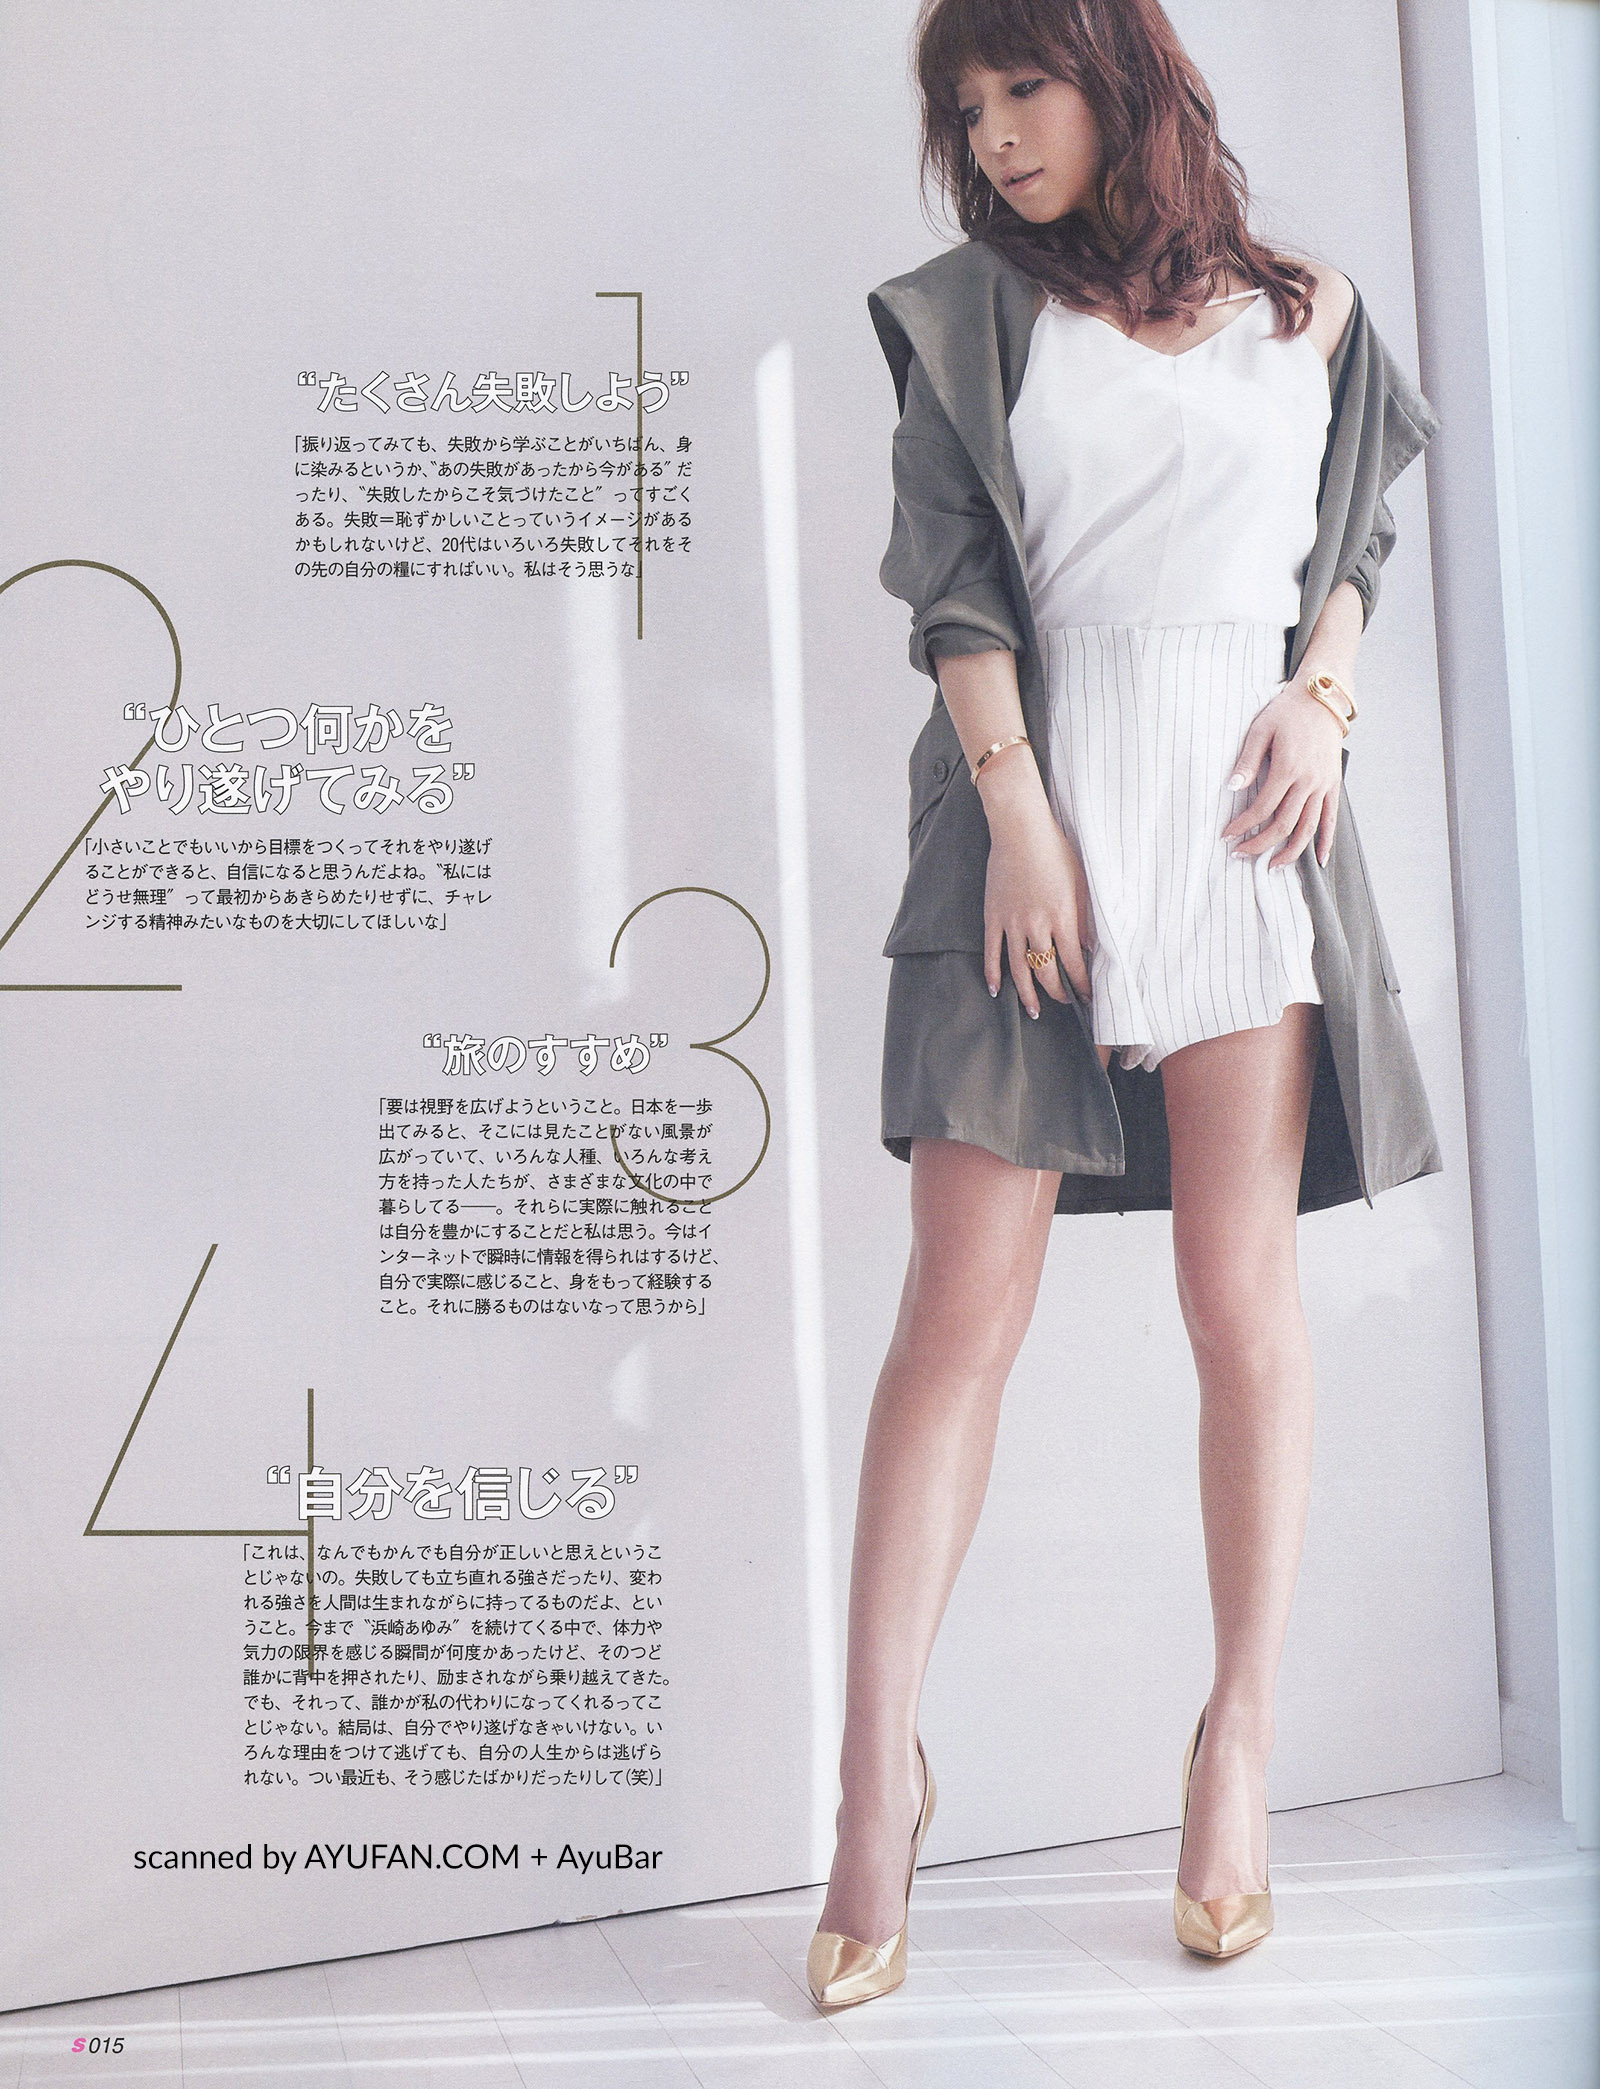 1
“たくさん失敗しよう”
「振り返ってみても、失敗から学ぶことがいちばん、身
に染みるというか、〝あの失敗があったから今がある〟だ
ったり、〝失敗したからこそ気づけたこと〟ってすごく
ある。失敗＝恥ずかしいことっていうイメージがある
かもしれないけど、20代はいろいろ失敗してそれをそ
の先の自分の糧にすればいい。私はそう思うな」
2
“ひとつ何かを
やり遂げてみる”
「小さいことでもいいから目標をつくってそれをやり遂げ
ることができると、自信になると思うんだよね。〝私には
どうせ無理〟って最初からあきらめたりせずに、チャレ
ンジする精神みたいなものを大切にしてほしいな」
3
“旅のすすめ”
「要は視野を広げようということ。日本を一歩
出てみると、そこには見たことがない風景が
広がっていて、いろんな人種、いろんな考え
方を持った人たちが、さまざまな文化の中で
暮らしてる——。それらに実際に触れること
は自分を豊かにすることだと私は思う。今はイ
ンターネットで瞬時に情報を得られはするけど、
自分で実際に感じること、身をもって経験する
こと。それに勝るものはないなって思うから」
4
“自分を信じる”
「これは、なんでもかんでも自分が正しいと思えというこ
とじゃないの。失敗しても立ち直れる強さだったり、変わ
れる強さを人間は生まれながらに持ってるものだよ、とい
うこと。今まで〝浜崎あゆみ〟を続けてくる中で、体力や
気力の限界を感じる瞬間が何度かあったけど、そのつど
誰かに背中を押されたり、励まされながら乗り越えてきた。
でも、それって、誰かが私の代わりになってくれるってこ
とじゃない。結局は、自分でやり遂げなきゃいけない。い
ろんな理由をつけて逃げても、自分の人生からは逃げら
れない。つい最近も、そう感じたばかりだったりして(笑)」
scanned by AYUFAN.COM + AyuBar
S 015